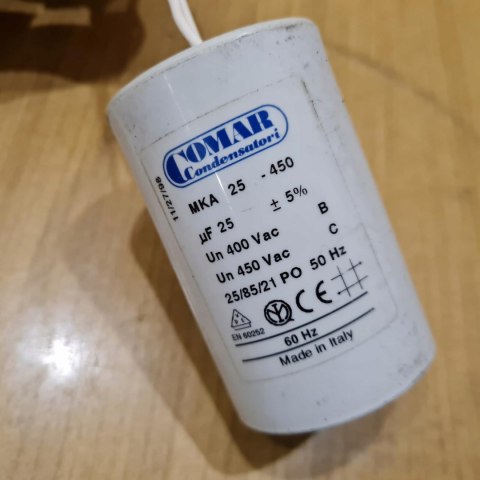 COMAR
Condensatori
MKA 25 - 450
µF 25 ± 5%
Un 400 Vac B
Un 450 Vac C
25/85/21 PO 50 Hz
CE
EN 60252
60 Hz
Made in Italy
11/27/98